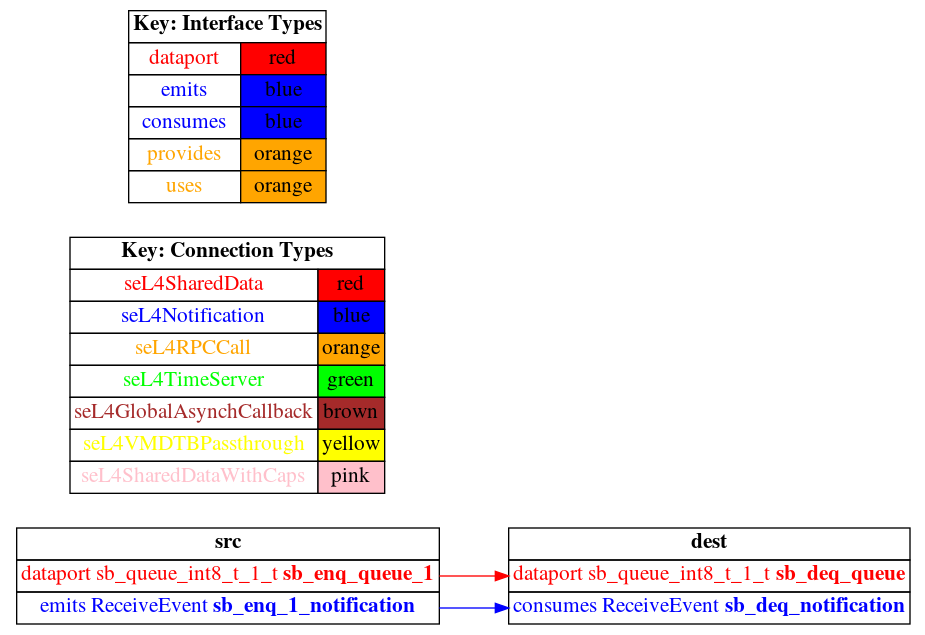 Key: Interface Types
dataport red
emits blue
consumes blue
provides orange
uses orange
Key: Connection Types
seL4SharedData red
seL4Notification blue
seL4RPCCall orange
seL4TimeServer green
seL4GlobalAsynchCallback brown
seL4VMDTBPassthrough yellow
seL4SharedDataWithCaps pink
src
dataport sb_queue_int8_t_1_t sb_enq_queue_1
emits ReceiveEvent sb_enq_1_notification
dest
dataport sb_queue_int8_t_1_t sb_deq_queue
consumes ReceiveEvent sb_deq_notification